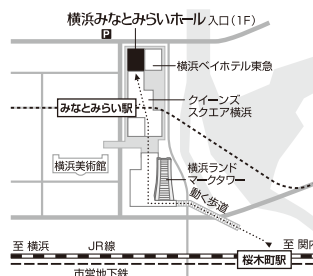 横浜みなとみらいホール 入口(1F)
P
横浜ベイホテル東急
みなとみらい駅
クイーンズ
スクエア横浜
横浜美術館
横浜ランド
マークタワー
動く歩道
至 横浜
JR線
至 関内
桜木町駅
市営地下鉄